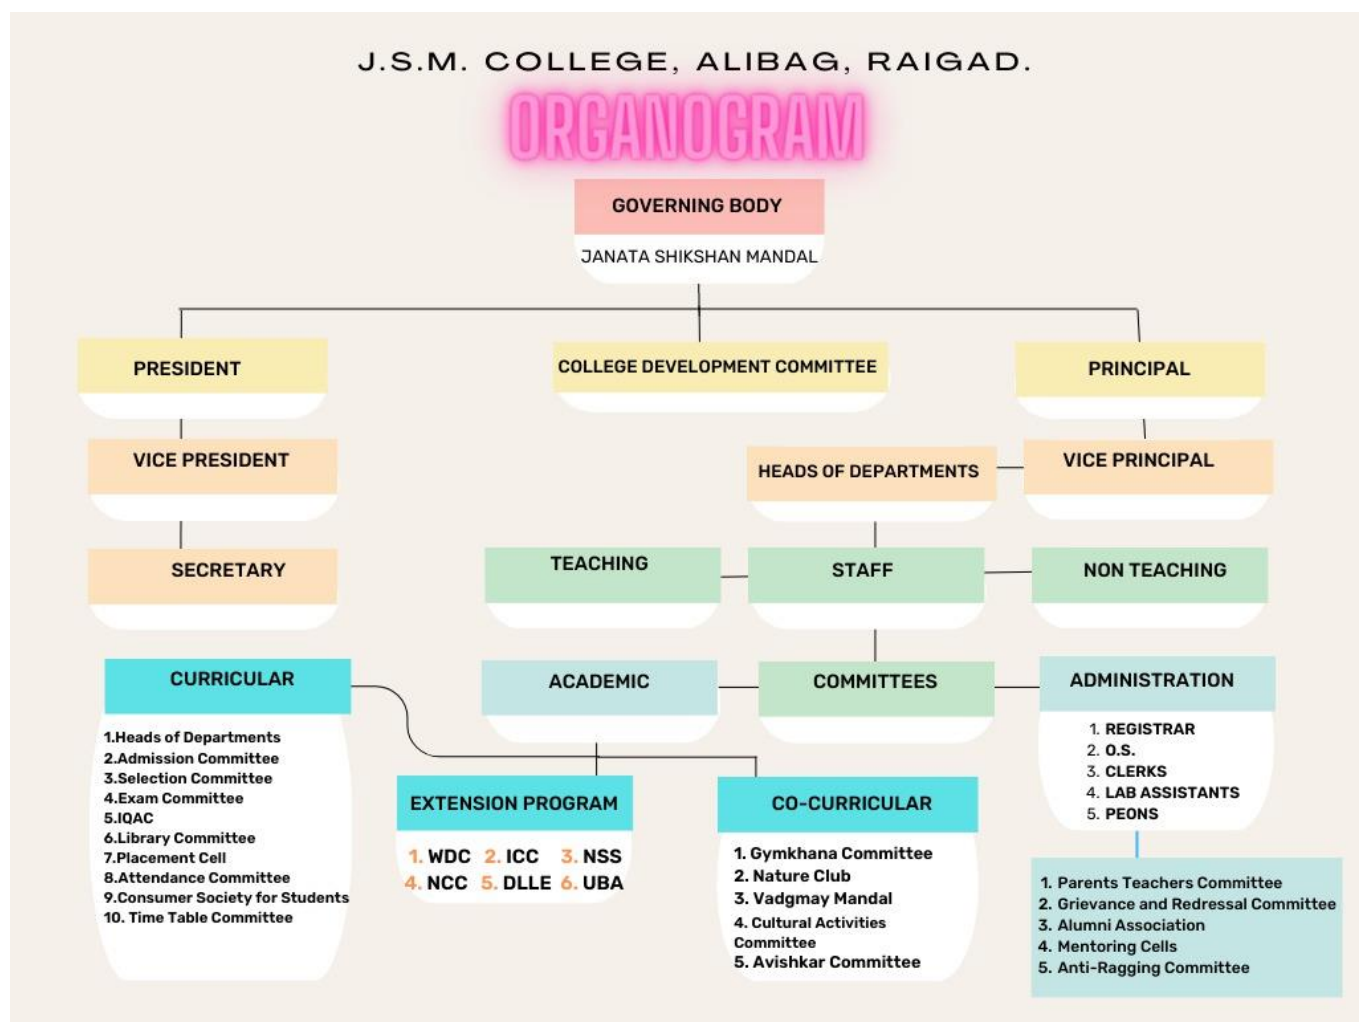 J.S.M. COLLEGE, ALIBAG, RAIGAD.
ORGANOGRAM
GOVERNING BODY
JANATA SHIKSHAN MANDAL
PRESIDENT
COLLEGE DEVELOPMENT COMMITTEE
PRINCIPAL
VICE PRESIDENT
HEADS OF DEPARTMENTS
VICE PRINCIPAL
SECRETARY
TEACHING
STAFF
NON TEACHING
CURRICULAR
1.Heads of Departments
2.Admission Committee
3.Selection Committee
4.Exam Committee
5.IQAC
6.Library Committee
7.Placement Cell
8.Attendance Committee
9.Consumer Society for Students
10. Time Table Committee
ACADEMIC
COMMITTEES
ADMINISTRATION
1. REGISTRAR
2. O.S.
3. CLERKS
4. LAB ASSISTANTS
5. PEONS
EXTENSION PROGRAM
1. WDC 2. ICC 3. NSS
4. NCC 5. DLLE 6. UBA
CO-CURRICULAR
1. Gymkhana Committee
2. Nature Club
3. Vadgmay Mandal
4. Cultural Activities
Committee
5. Avishkar Committee
1. Parents Teachers Committee
2. Grievance and Redressal Committee
3. Alumni Association
4. Mentoring Cells
5. Anti-Ragging Committee